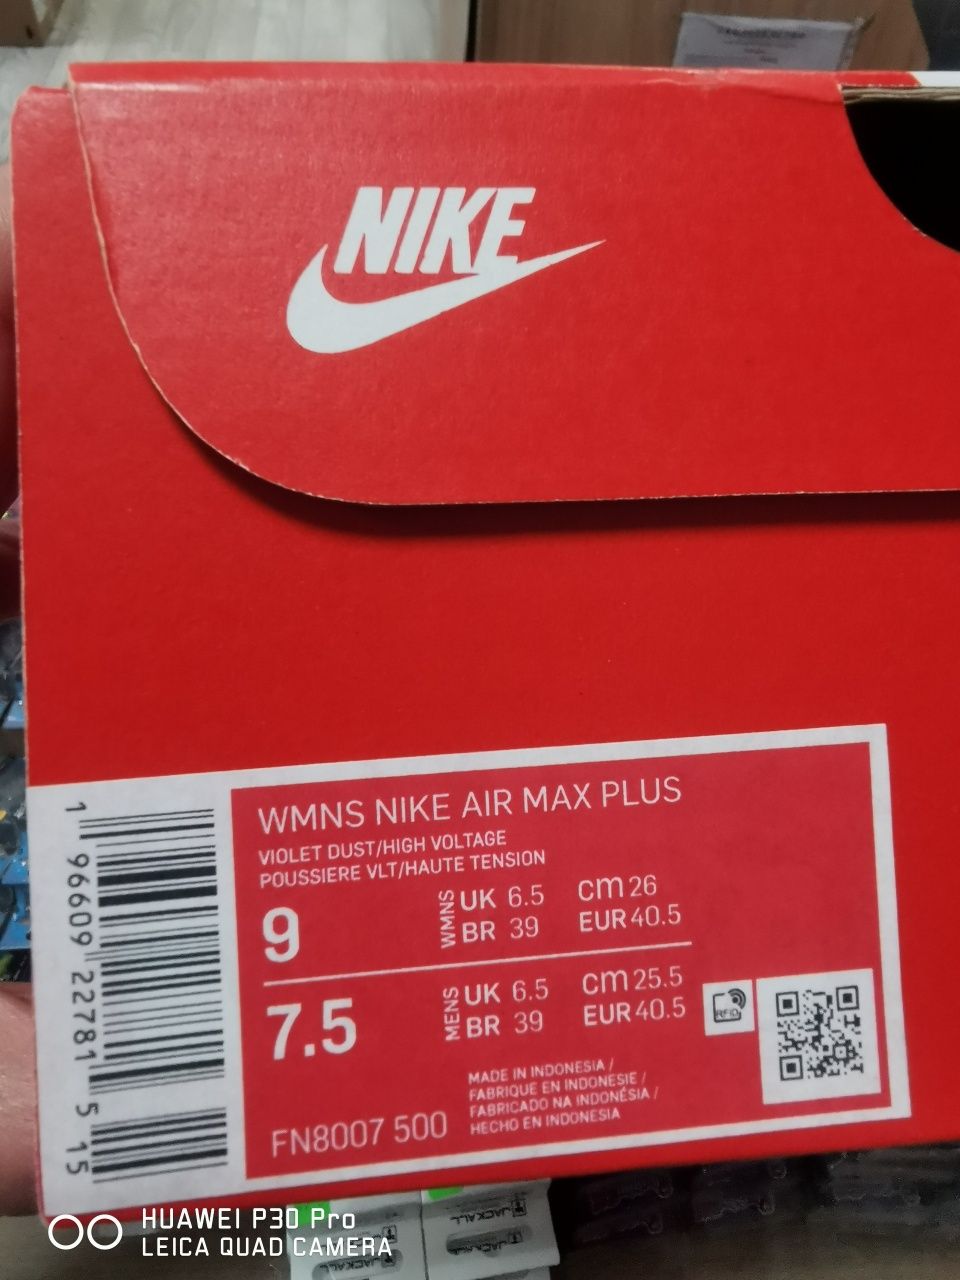 NIKE
WMNS NIKE AIR MAX PLUS
VIOLET DUST/HIGH VOLTAGE
POUSSIERE VLT/HAUTE TENSION
9 WMNS UK 6.5 cm 26
BR 39 EUR 40.5
7.5 MENS UK 6.5 cm 25.5
BR 39 EUR 40.5
RFID
MADE IN INDONESIA /
FABRIQUE EN INDONESIE /
FABRICADO NA INDONÉSIA /
HECHO EN INDONESIA
FN8007 500
1 96609 22781 5 15
JACKALL
JACKALL
JACKALL
HUAWEI P30 Pro
LEICA QUAD CAMERA